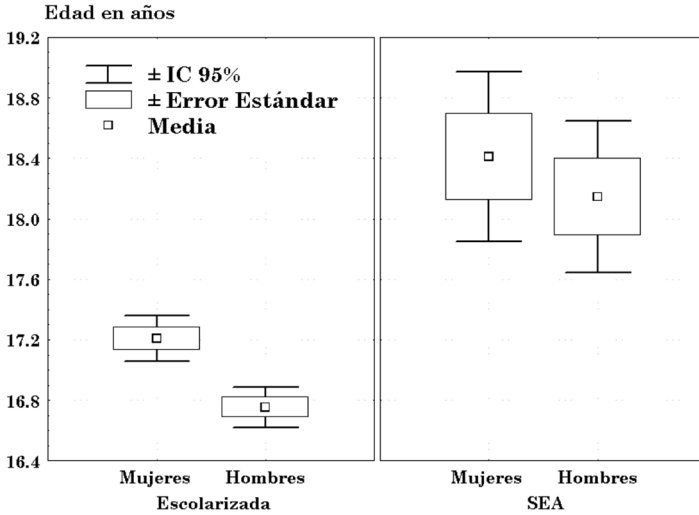 Edad en años
19.2
18.8
18.4
18.0
17.6
17.2
16.8
16.4
± IC 95%
± Error Estándar
Media
Mujeres Hombres Mujeres Hombres
Escolarizada SEA